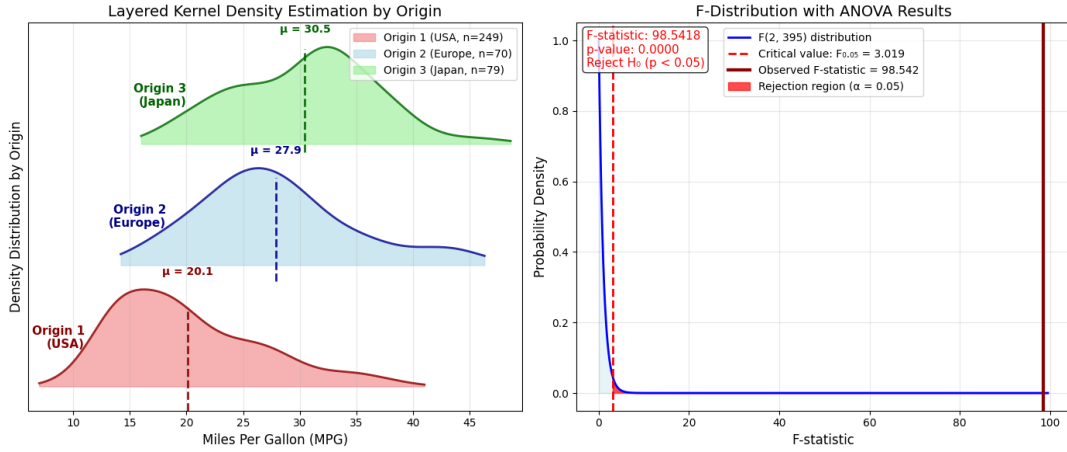 Layered Kernel Density Estimation by Origin
μ = 30.5
Origin 1 (USA, n=249)
Origin 2 (Europe, n=70)
Origin 3 (Japan, n=79)
Origin 3
(Japan)
μ = 27.9
Origin 2
(Europe)
μ = 20.1
Origin 1
(USA)
Density Distribution by Origin
10 15 20 25 30 35 40 45
Miles Per Gallon (MPG)
F-Distribution with ANOVA Results
F-statistic: 98.5418
p-value: 0.0000
Reject H₀ (p < 0.05)
F(2, 395) distribution
Critical value: F₀.₀₅ = 3.019
Observed F-statistic = 98.542
Rejection region (α = 0.05)
Probability Density
1.0
0.8
0.6
0.4
0.2
0.0
0 20 40 60 80 100
F-statistic